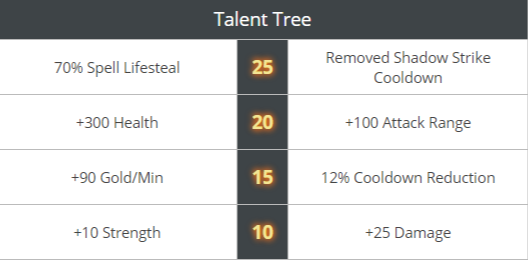 Talent Tree
70% Spell Lifesteal 25 Removed Shadow Strike
Cooldown
+300 Health 20 +100 Attack Range
+90 Gold/Min 15 12% Cooldown Reduction
+10 Strength 10 +25 Damage